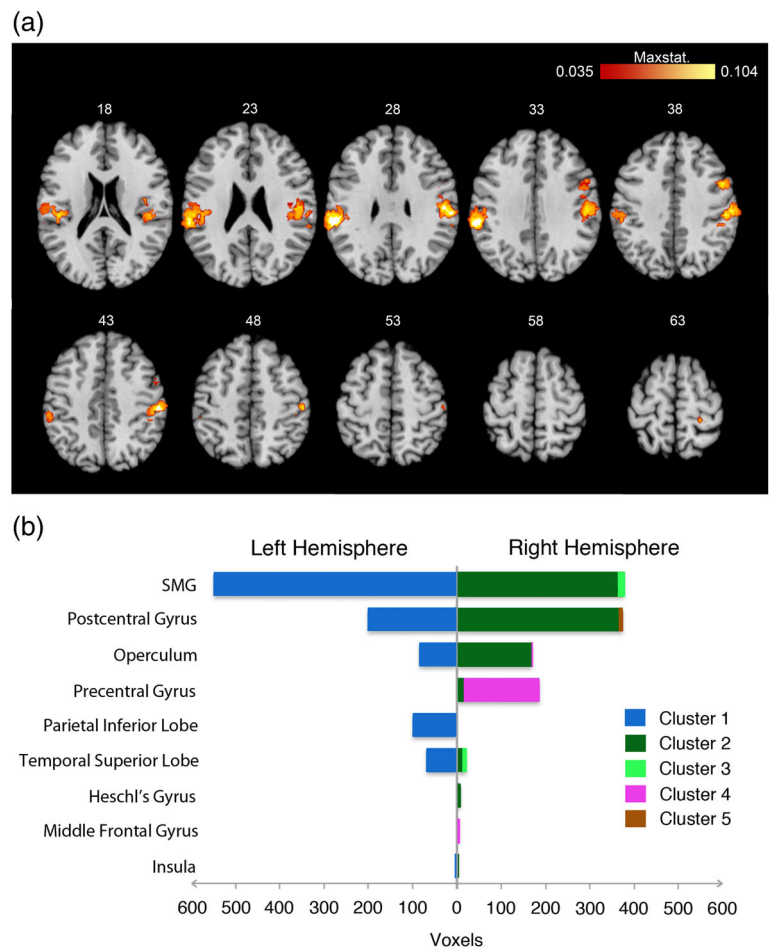 (a)
Maxstat.
0.035 0.104
18 23 28 33 38
43 48 53 58 63
(b)
Left Hemisphere Right Hemisphere
SMG
Postcentral Gyrus
Operculum
Precentral Gyrus
Parietal Inferior Lobe
Temporal Superior Lobe
Heschl's Gyrus
Middle Frontal Gyrus
Insula
Cluster 1
Cluster 2
Cluster 3
Cluster 4
Cluster 5
600 500 400 300 200 100 0 100 200 300 400 500 600
Voxels